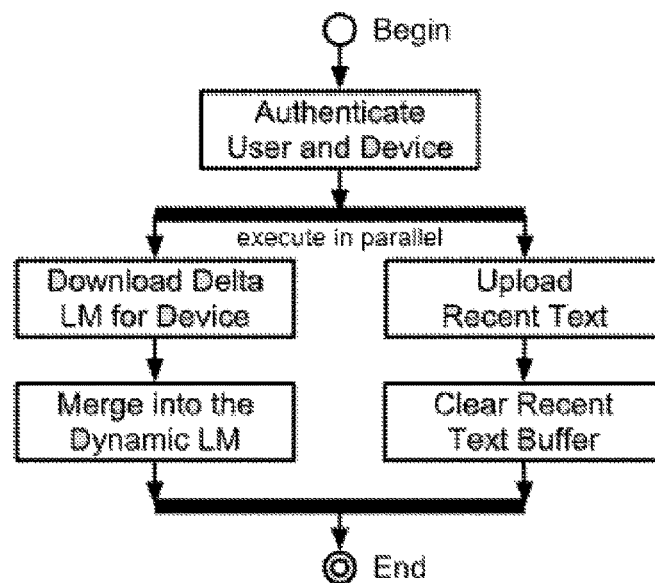 Begin
Authenticate
User and Device
execute in parallel
Download Delta
LM for Device
Upload
Recent Text
Merge into the
Dynamic LM
Clear Recent
Text Buffer
End